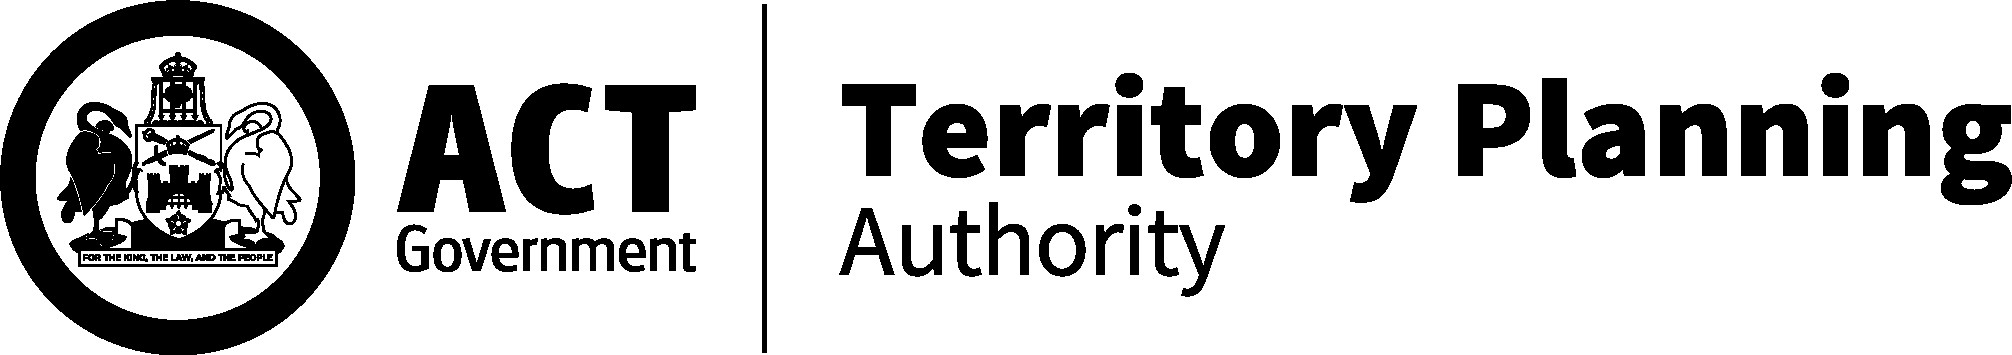 FOR THE KING, THE LAW, AND THE PEOPLE
ACT
Government
Territory Planning
Authority